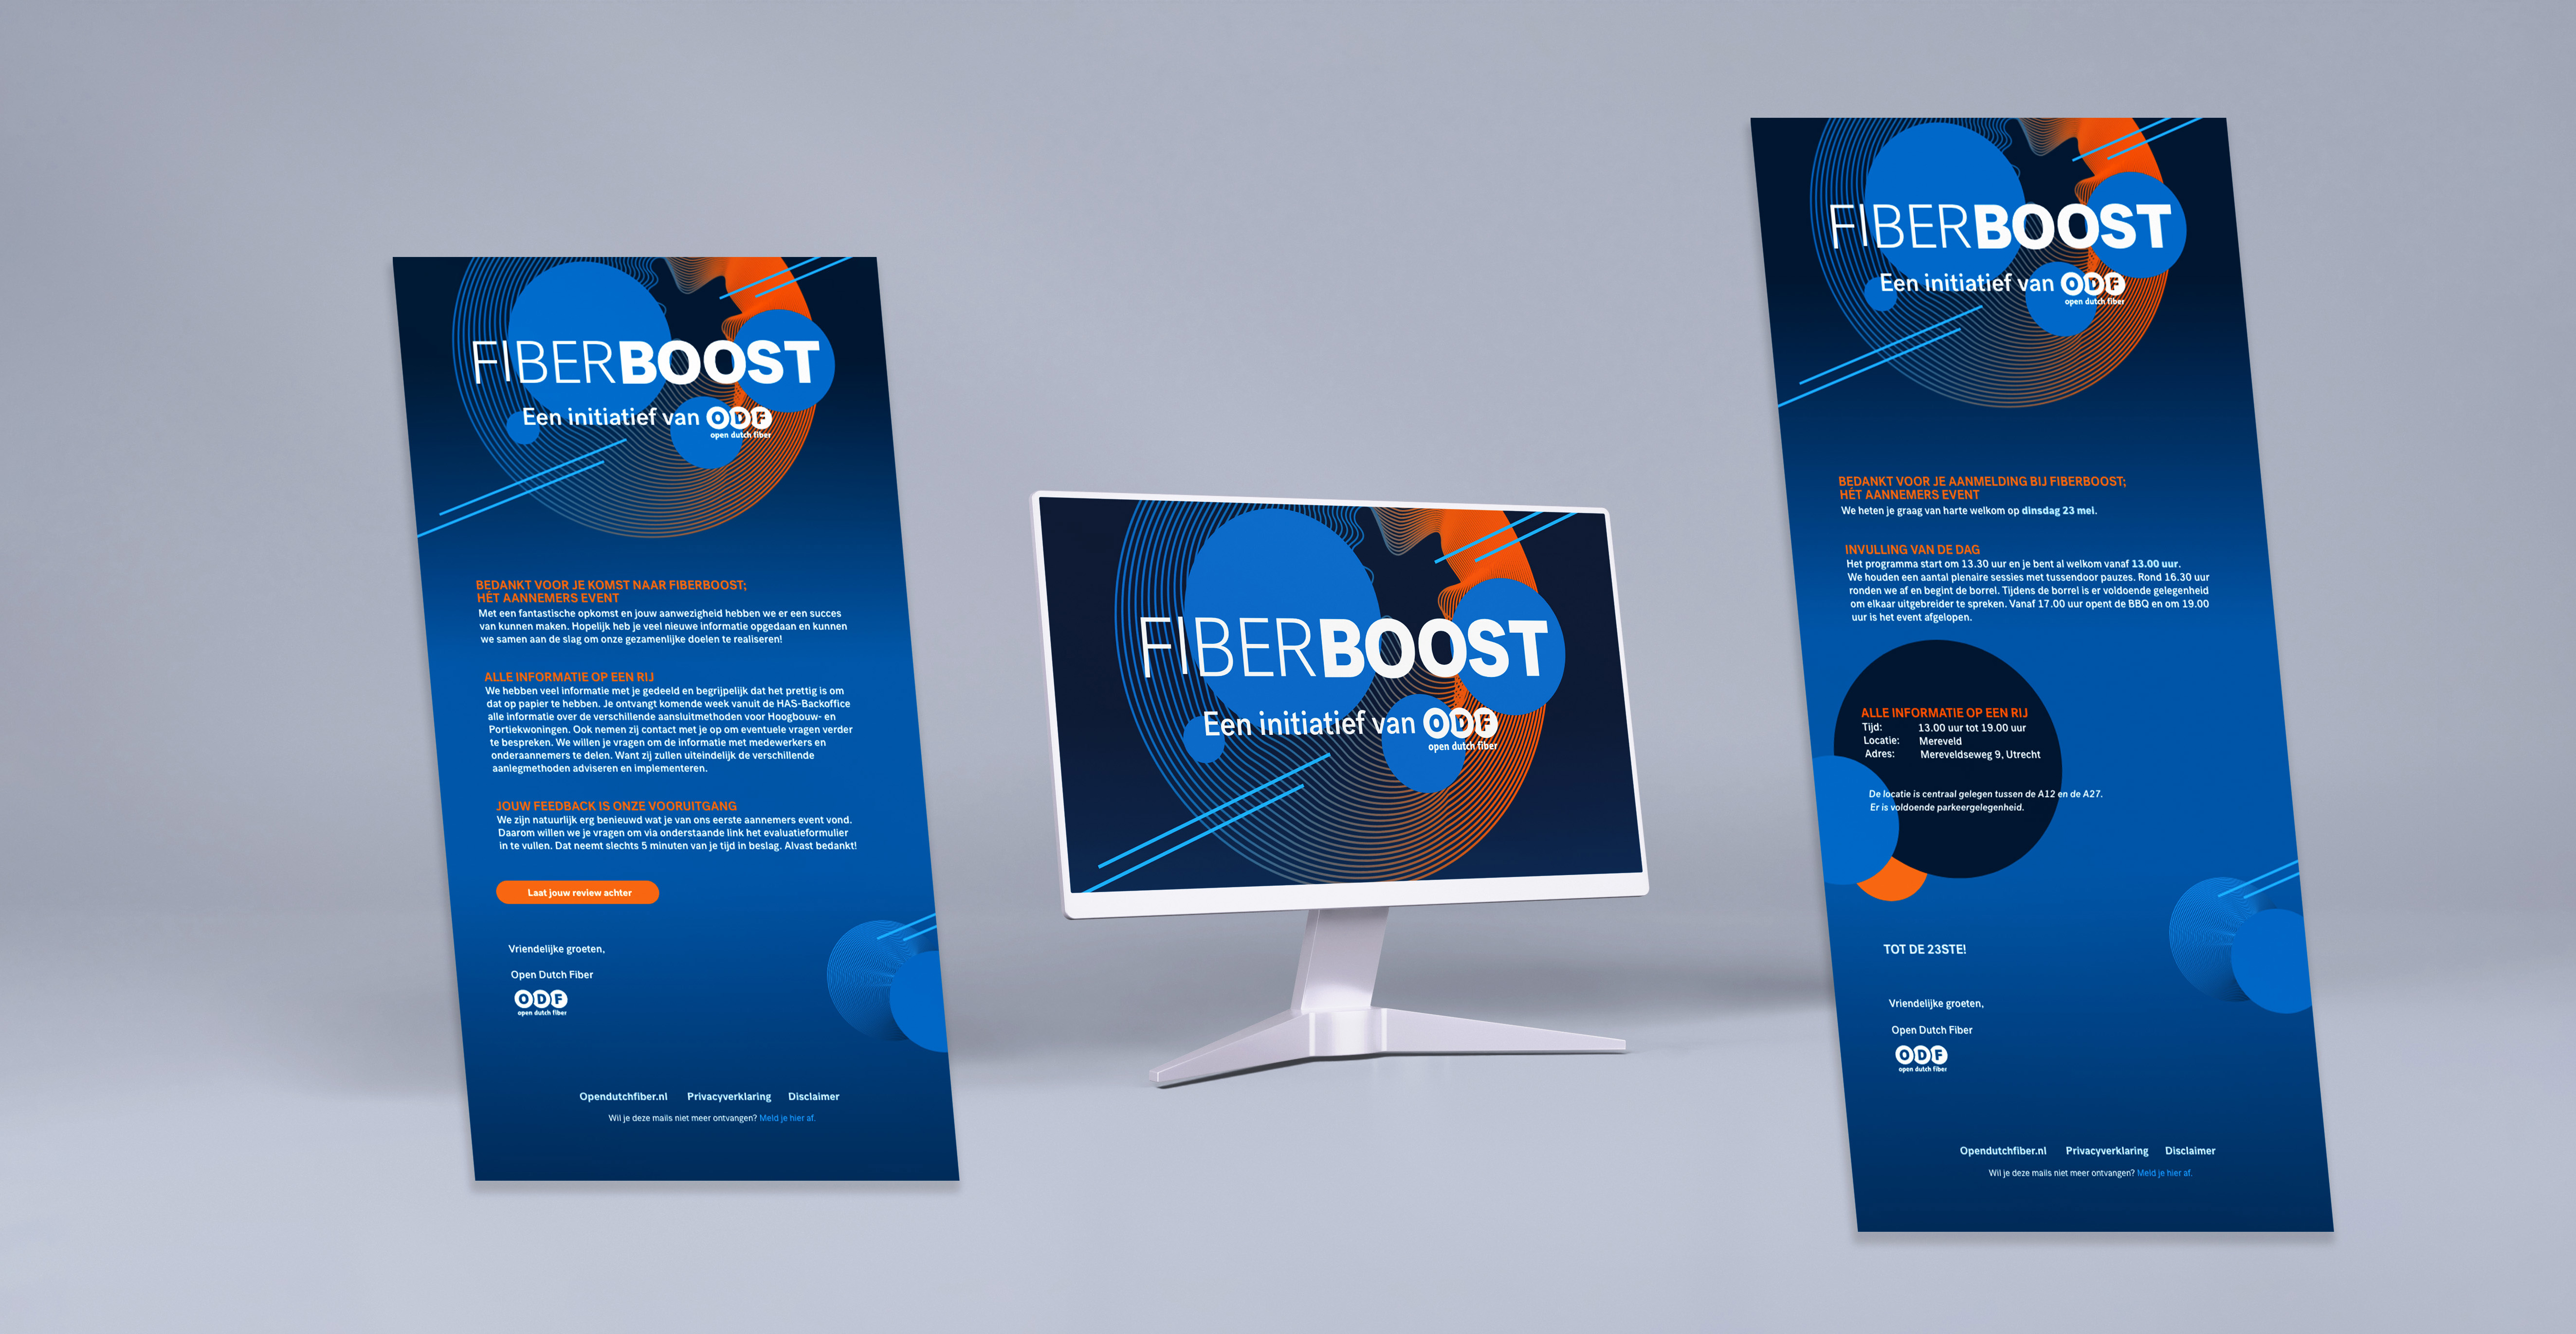 FIBERBOOST
Een initiatief van ODF
open dutch fiber
BEDANKT VOOR JE KOMST NAAR FIBERBOOST;
HÉT AANNEMERS EVENT
Met een fantastische opkomst en jouw aanwezigheid hebben we er een succes
van kunnen maken. Hopelijk heb je veel nieuwe informatie opgedaan en kunnen
we samen aan de slag om onze gezamenlijke doelen te realiseren!
ALLE INFORMATIE OP EEN RIJ
We hebben veel informatie met je gedeeld en begrijpelijk dat het prettig is om
dat op papier te hebben. Je ontvangt komende week vanuit de HAS-Backoffice
alle informatie over de verschillende aansluitmethoden voor Hoogbouw- en
Portiekwoningen. Ook nemen zij contact met je op om eventuele vragen verder
te bespreken. We willen je vragen om de informatie met medewerkers en
onderaannemers te delen. Want zij zullen uiteindelijk de verschillende
aanlegmethoden adviseren en implementeren.
JOUW FEEDBACK IS ONZE VOORUITGANG
We zijn natuurlijk erg benieuwd wat je van ons eerste aannemers event vond.
Daarom willen we je vragen om via onderstaande link het evaluatieformulier
in te vullen. Dat neemt slechts 5 minuten van je tijd in beslag. Alvast bedankt!
Laat jouw review achter
Vriendelijke groeten,
Open Dutch Fiber
ODF
open dutch fiber
Opendutchfiber.nl Privacyverklaring Disclaimer
Wil je deze mails niet meer ontvangen? Meld je hier af.
FIBERBOOST
Een initiatief van ODF
open dutch fiber
FIBERBOOST
Een initiatief van ODF
open dutch fiber
BEDANKT VOOR JE AANMELDING BIJ FIBERBOOST;
HÉT AANNEMERS EVENT
We heten je graag van harte welkom op dinsdag 23 mei.
INVULLING VAN DE DAG
Het programma start om 13.30 uur en je bent al welkom vanaf 13.00 uur.
We houden een aantal plenaire sessies met tussendoor pauzes. Rond 16.30 uur
ronden we af en begint de borrel. Tijdens de borrel is er voldoende gelegenheid
om elkaar uitgebreider te spreken. Vanaf 17.00 uur opent de BBQ en om 19.00
uur is het event afgelopen.
ALLE INFORMATIE OP EEN RIJ
Tijd: 13.00 uur tot 19.00 uur
Locatie: Mereveld
Adres: Mereveldseweg 9, Utrecht
De locatie is centraal gelegen tussen de A12 en de A27.
Er is voldoende parkeergelegenheid.
TOT DE 23STE!
Vriendelijke groeten,
Open Dutch Fiber
ODF
open dutch fiber
Opendutchfiber.nl Privacyverklaring Disclaimer
Wil je deze mails niet meer ontvangen? Meld je hier af.